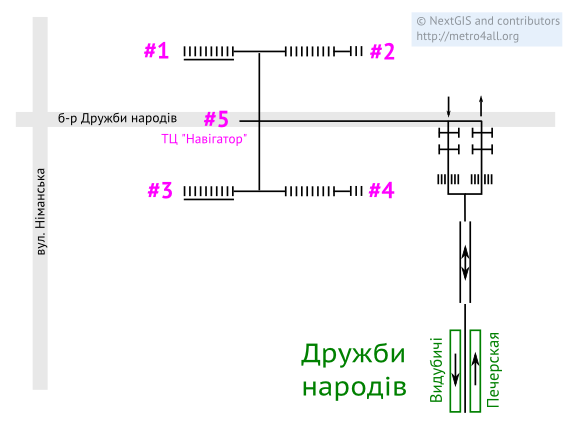 © NextGIS and contributors
http://metro4all.org
#1
#2
б-р Дружби народів
#5
ТЦ "Навігатор"
#3
#4
вул. Німанська
Дружби
народів
Видубичі
Печерская